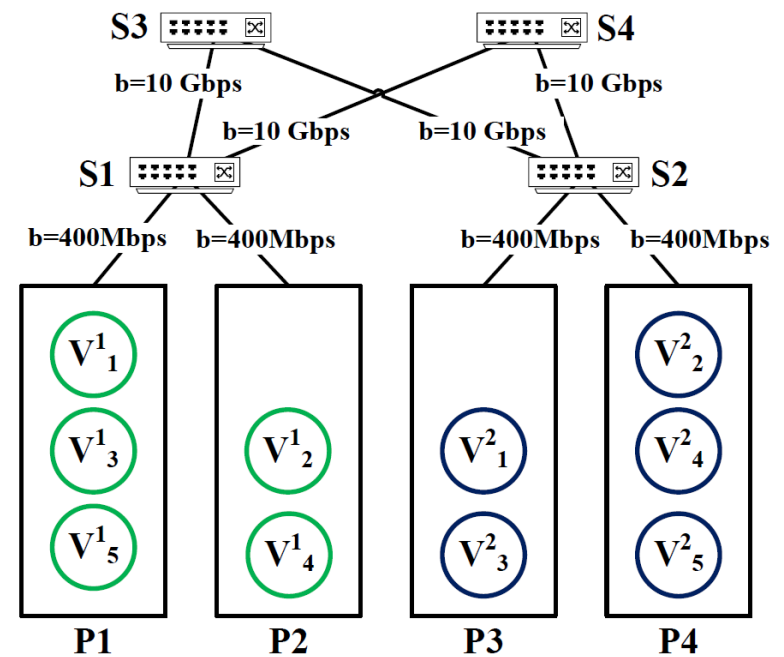 S3 S4
b=10 Gbps b=10 Gbps
b=10 Gbps b=10 Gbps
S1 S2
b=400Mbps b=400Mbps b=400Mbps b=400Mbps
V¹₁ V²₂
V¹₃ V¹₂ V²₁ V²₄
V¹₅ V¹₄ V²₃ V²₅
P1 P2 P3 P4